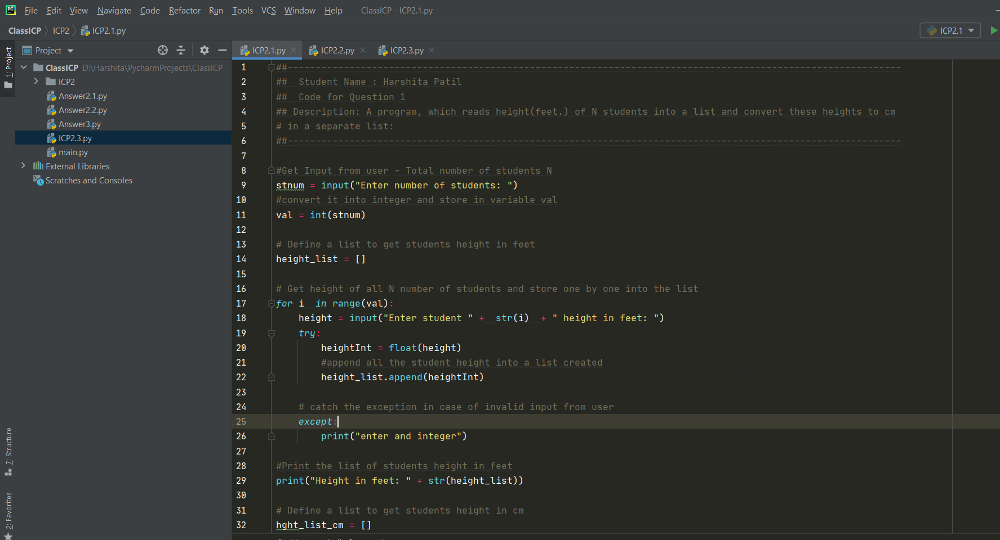 File Edit View Navigate Code Refactor Run Tools VCS Window Help ClassICP - ICP2.1.py
ClassICP ICP2 ICP2.1.py ICP2.1
Project ICP2.1.py ICP2.2.py ICP2.3.py
1: Project
ClassICP D:\Harshita\PycharmProjects\ClassICP
ICP2
Answer2.1.py
Answer2.2.py
Answer3.py
ICP2.3.py
main.py
External Libraries
Scratches and Consoles
7: Structure
2: Favorites
1 ##-------------------------------------------------------------------------------------------------------------
2 ##  Student Name : Harshita Patil
3 ##  Code for Question 1
4 ## Description: A program, which reads height(feet.) of N students into a list and convert these heights to cm
5 # in a separate list:
6 ##-------------------------------------------------------------------------------------------------------------
7
8 #Get Input from user - Total number of students N
9 stnum = input("Enter number of students: ")
10 #convert it into integer and store in variable val
11 val = int(stnum)
12
13 # Define a list to get students height in feet
14 height_list = []
15
16 # Get height of all N number of students and store one by one into the list
17 for i  in range(val):
18     height = input("Enter student " +  str(i)  + " height in feet: ")
19     try:
20         heightInt = float(height)
21         #append all the student height into a list created
22         height_list.append(heightInt)
23
24     # catch the exception in case of invalid input from user
25     except:
26         print("enter and integer")
27
28 #Print the list of students height in feet
29 print("Height in feet: " + str(height_list))
30
31 # Define a list to get students height in cm
32 hght_list_cm = []